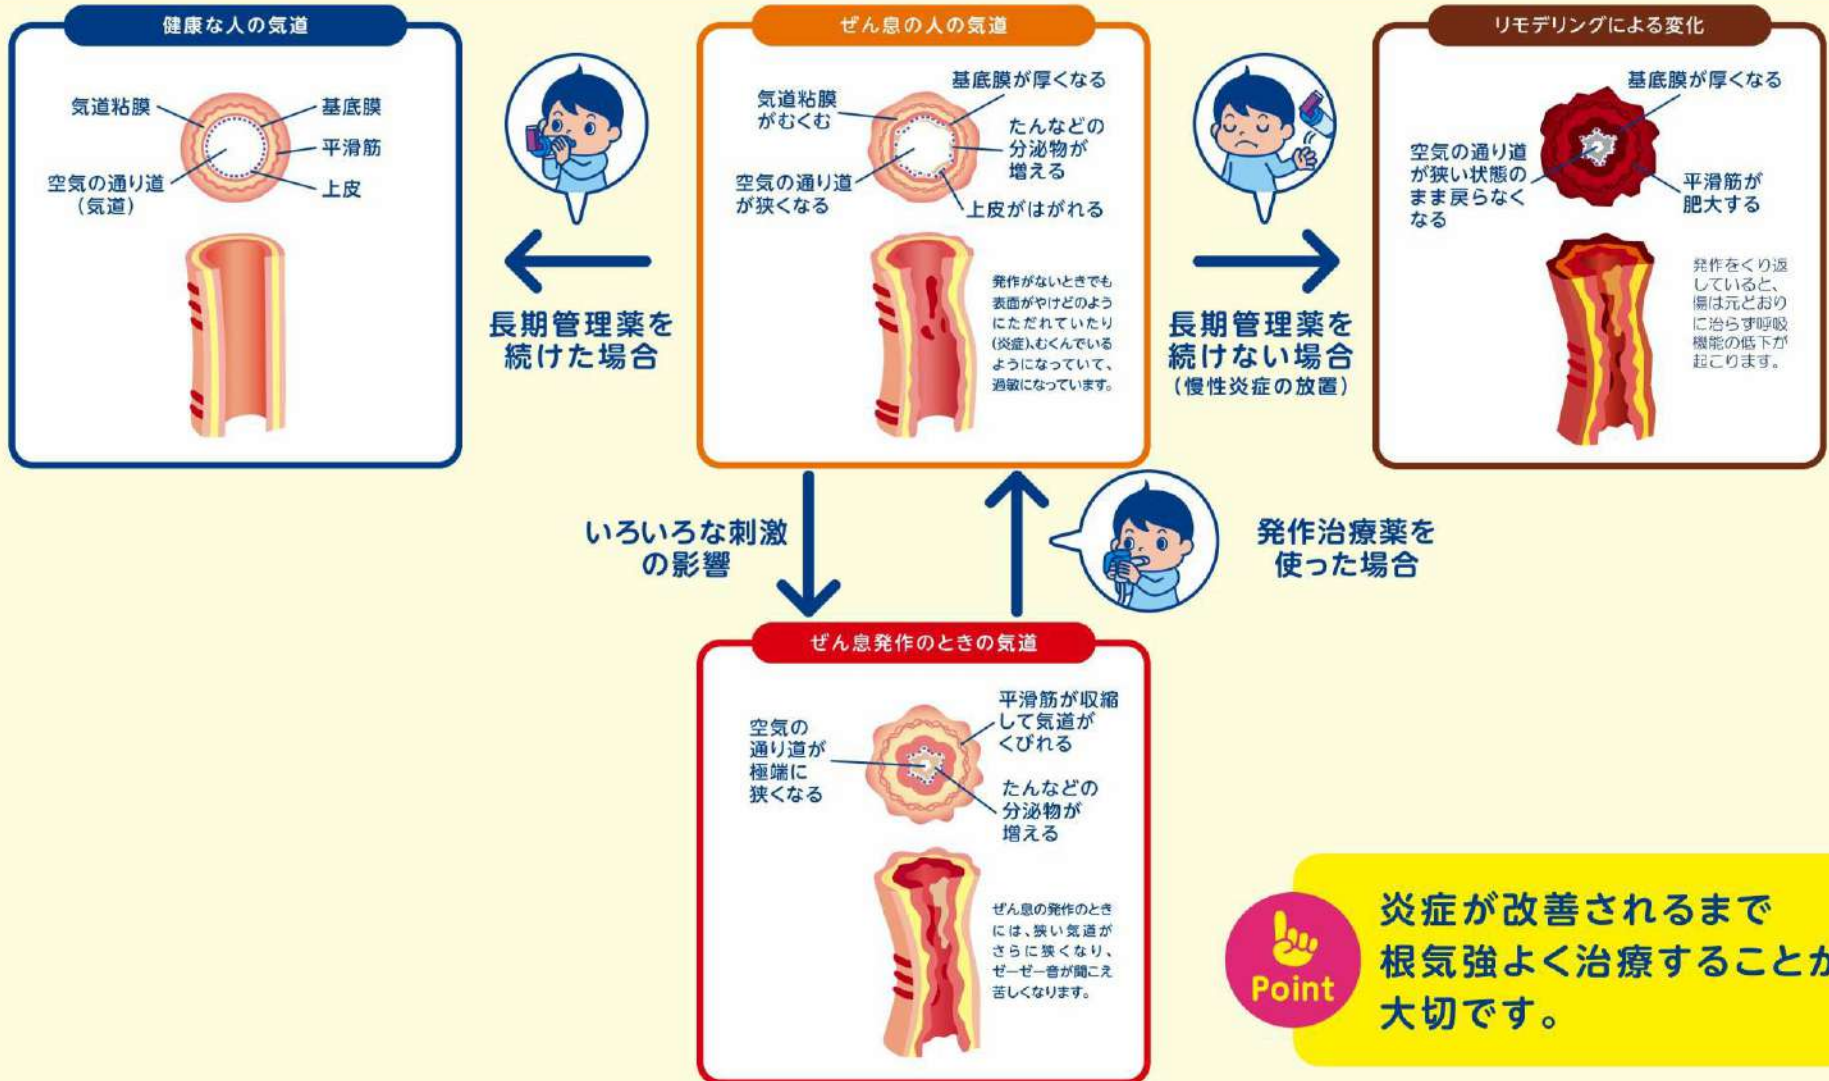 健康な人の気道
気道粘膜
基底膜
平滑筋
上皮
空気の通り道
(気道)
長期管理薬を
続けた場合
ぜん息の人の気道
気道粘膜
がむくむ
基底膜が厚くなる
たんなどの
分泌物が
増える
空気の通り道
が狭くなる
上皮がはがれる
発作がないときでも
表面がやけどのよう
にただれていたり
(炎症)、むくんでいる
ようになっていて、
過敏になっています。
長期管理薬を
続けない場合
(慢性炎症の放置)
リモデリングによる変化
基底膜が厚くなる
空気の通り道
が狭い状態の
まま戻らなく
なる
平滑筋が
肥大する
発作をくり返
していると、
傷は元どおり
に治らず呼吸
機能の低下が
起こります。
いろいろな刺激
の影響
発作治療薬を
使った場合
ぜん息発作のときの気道
空気の
通り道が
極端に
狭くなる
平滑筋が収縮
して気道が
くびれる
たんなどの
分泌物が
増える
ぜん息の発作のとき
には、狭い気道が
さらに狭くなり、
ゼーゼー音が聞こえ
苦しくなります。
Point
炎症が改善されるまで
根気強よく治療することが
大切です。